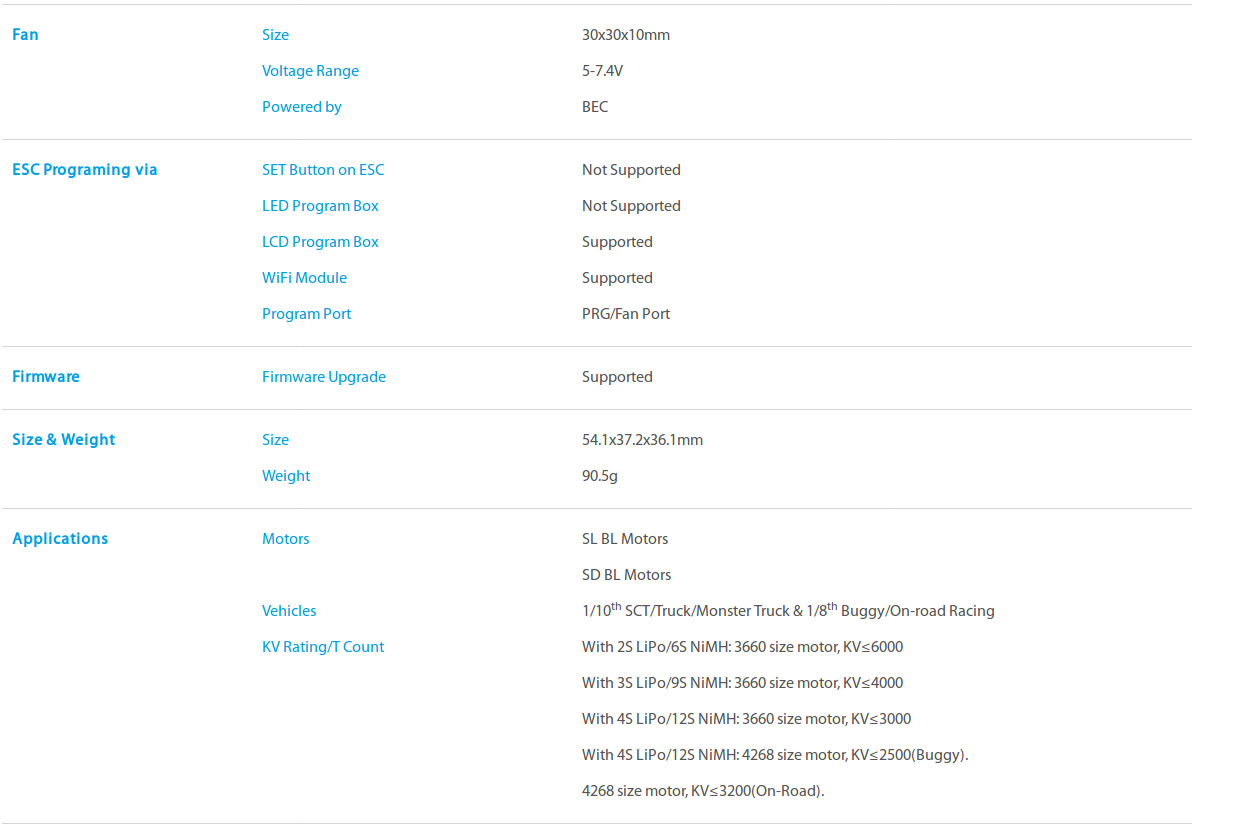 Fan Size 30x30x10mm
Voltage Range 5-7.4V
Powered by BEC
ESC Programing via SET Button on ESC Not Supported
LED Program Box Not Supported
LCD Program Box Supported
WiFi Module Supported
Program Port PRG/Fan Port
Firmware Firmware Upgrade Supported
Size & Weight Size 54.1x37.2x36.1mm
Weight 90.5g
Applications Motors SL BL Motors
SD BL Motors
Vehicles 1/10th SCT/Truck/Monster Truck & 1/8th Buggy/On-road Racing
KV Rating/T Count With 2S LiPo/6S NiMH: 3660 size motor, KV≤6000
With 3S LiPo/9S NiMH: 3660 size motor, KV≤4000
With 4S LiPo/12S NiMH: 3660 size motor, KV≤3000
With 4S LiPo/12S NiMH: 4268 size motor, KV≤2500(Buggy).
4268 size motor, KV≤3200(On-Road).